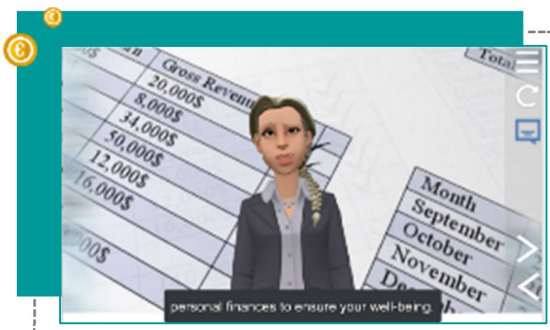 Total
Gross Revenu
20,000$
8,000$
34,000$
50,000$
12,000$
16,000$
Month
September
October
November
personal finances to ensure your well-being.